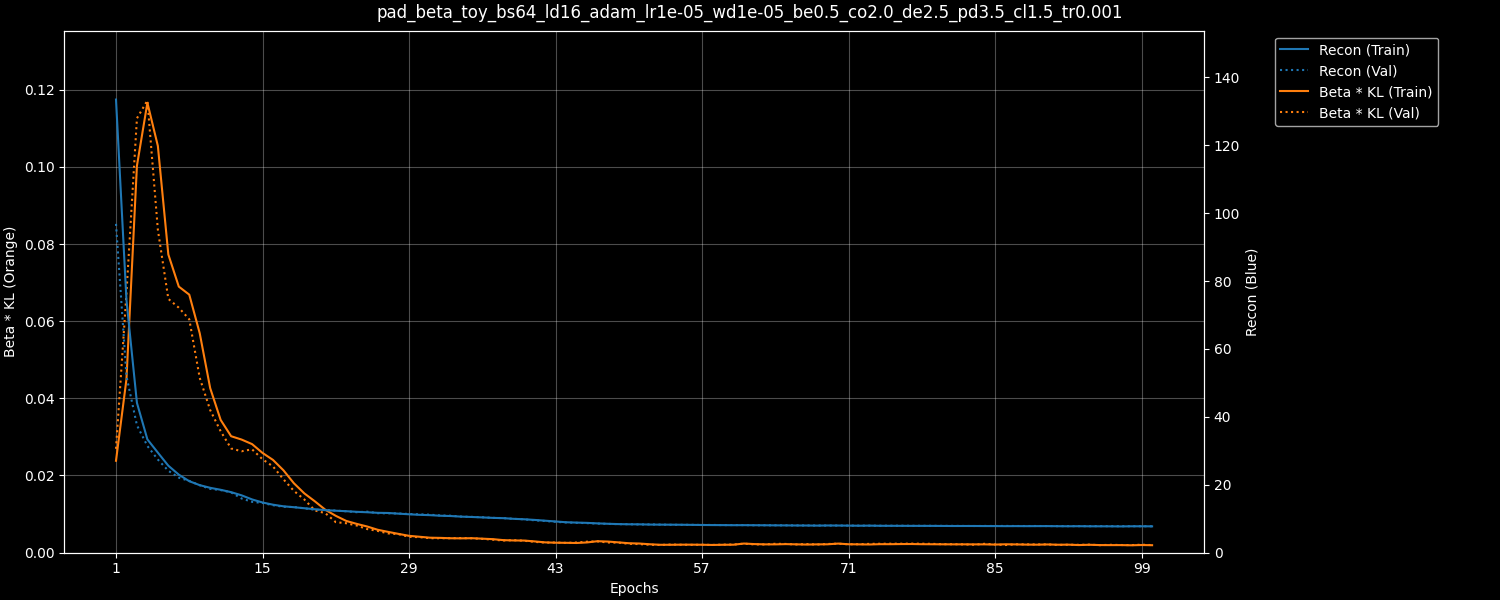 pad_beta_toy_bs64_ld16_adam_lr1e-05_wd1e-05_be0.5_co2.0_de2.5_pd3.5_cl1.5_tr0.001
Recon (Train)
Recon (Val)
Beta * KL (Train)
Beta * KL (Val)
Beta * KL (Orange)
0.12
0.10
0.08
0.06
0.04
0.02
0.00
140
120
100
80
60
40
20
0
Recon (Blue)
1 15 29 43 57 71 85 99
Epochs